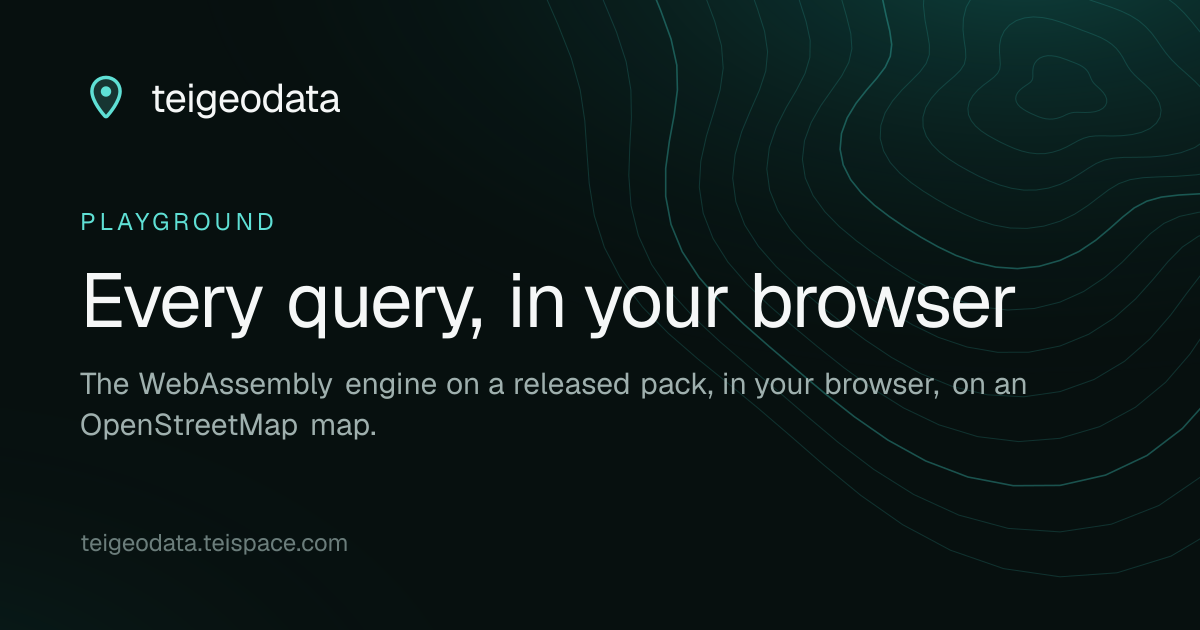 teigeodata
PLAYGROUND
Every query, in your browser
The WebAssembly engine on a released pack, in your browser, on an
OpenStreetMap map.
teigeodata.teispace.com